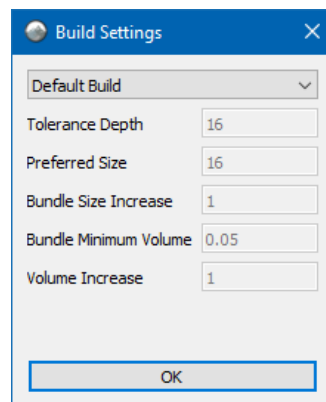 Build Settings
Default Build
Tolerance Depth 16
Preferred Size 16
Bundle Size Increase 1
Bundle Minimum Volume 0.05
Volume Increase 1
OK